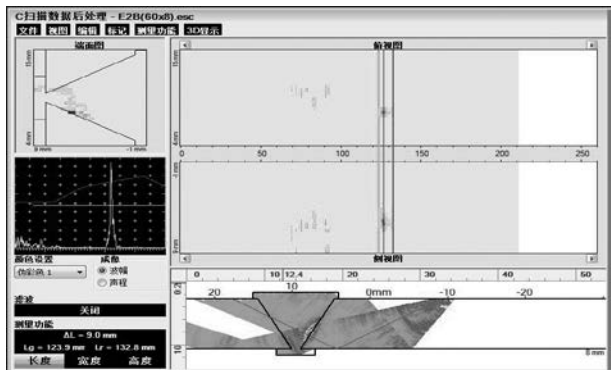 C扫描数据后处理 - E2B(60x8).esc
文件 视图 编辑 标记 测量功能 3D显示
端面图
俯视图
0 50 100 150 200 250
侧视图
颜色设置 成像
伪彩色 1 波幅
声程
滤波
关闭
测量功能
ΔL = 9.0 mm
Lg = 123.9 mm Lr = 132.8 mm
长度 宽度 高度
0 10 12.4 20 30 40 50
20 10 0mm -10 -20
0.2
10
8 mm